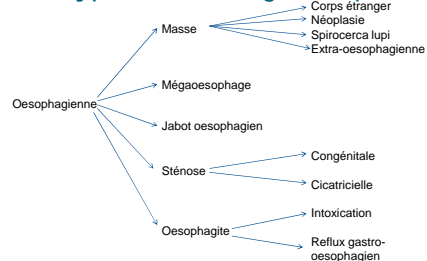 Corps étranger
Néoplasie
Masse
Spirocerca lupi
Extra-oesophagienne
Mégaoesophage
Oesophagienne
Jabot oesophagien
Congénitale
Sténose
Cicatricielle
Intoxication
Oesophagite
Reflux gastro-
oesophagien